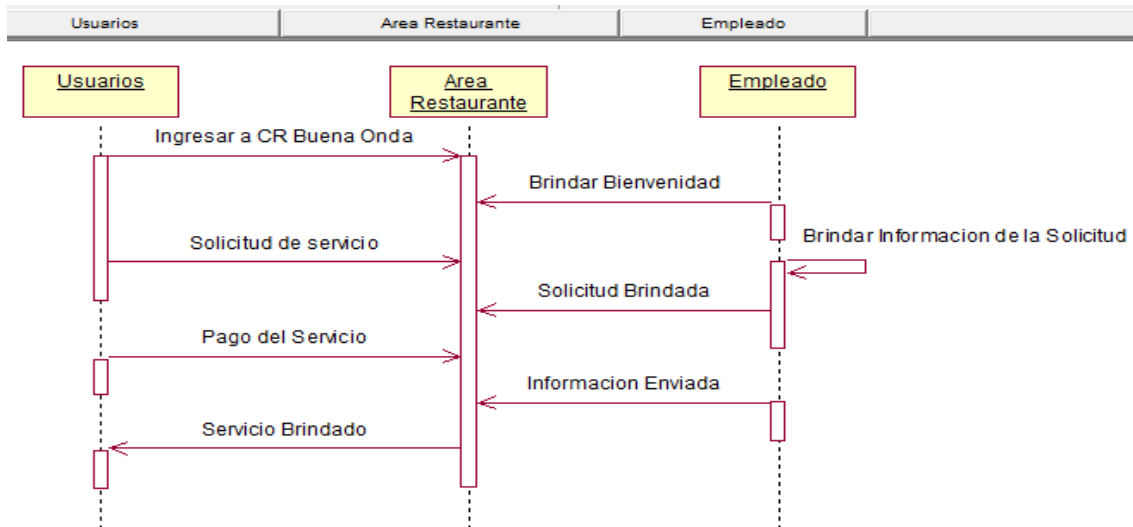 Usuarios
Area Restaurante
Empleado
Usuarios
Area
Restaurante
Empleado
Ingresar a CR Buena Onda
Brindar Bienvenidad
Brindar Informacion de la Solicitud
Solicitud de servicio
Solicitud Brindada
Pago del Servicio
Informacion Enviada
Servicio Brindado